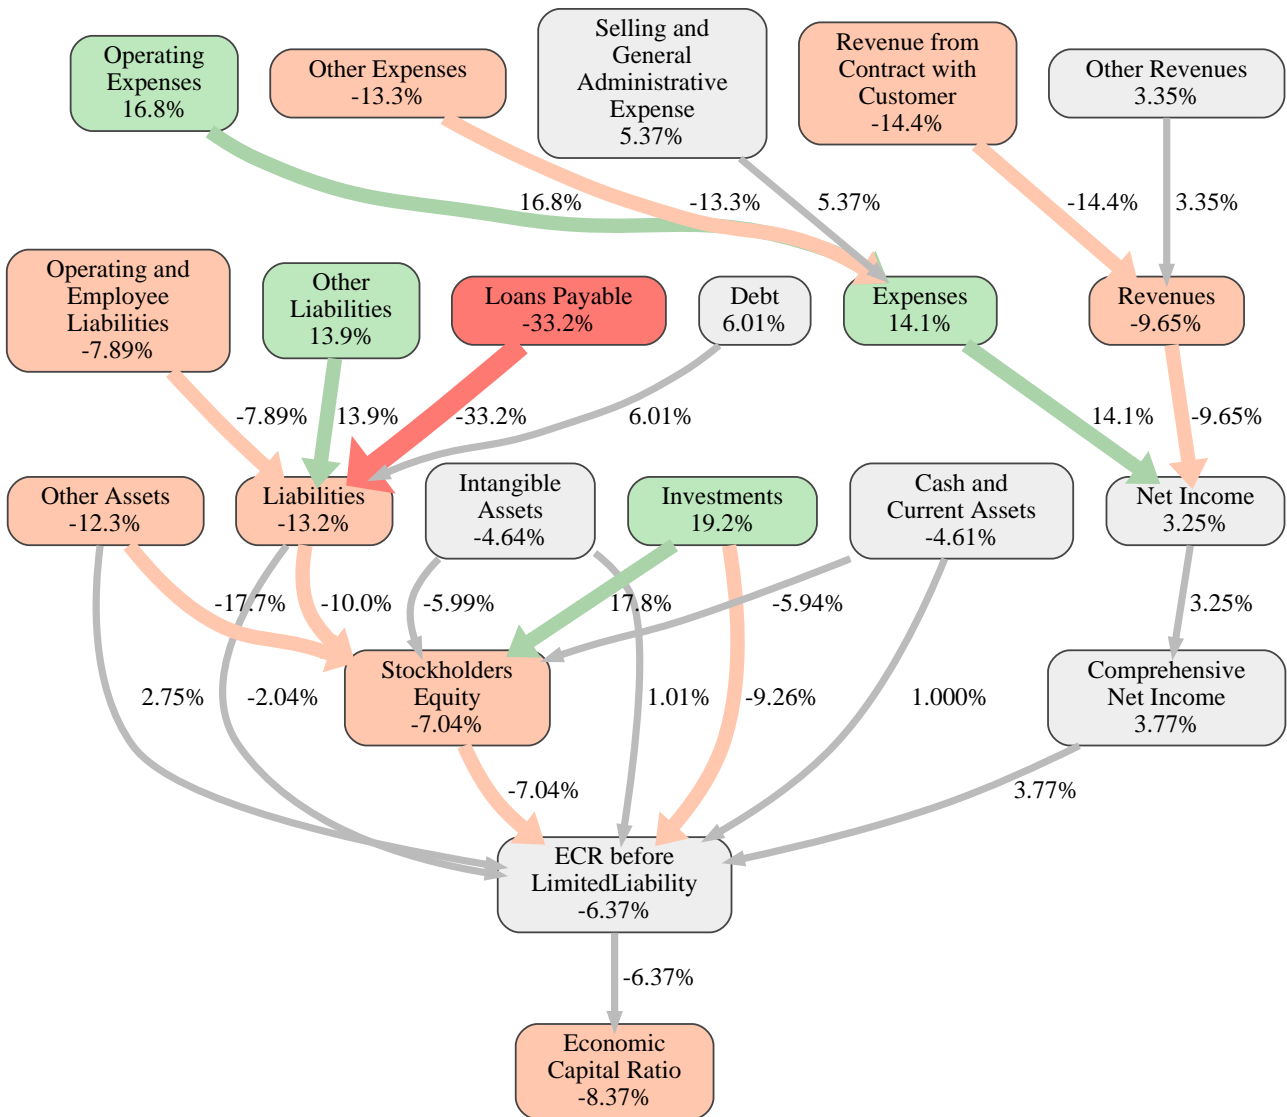 Operating
Expenses
16.8%
Other Expenses
-13.3%
Selling and
General
Administrative
Expense
5.37%
Revenue from
Contract with
Customer
-14.4%
Other Revenues
3.35%
16.8%
-13.3%
5.37%
-14.4%
3.35%
Operating and
Employee
Liabilities
-7.89%
Other
Liabilities
13.9%
Loans Payable
-33.2%
Debt
6.01%
Expenses
14.1%
Revenues
-9.65%
-7.89%
13.9%
-33.2%
6.01%
14.1%
-9.65%
Other Assets
-12.3%
Liabilities
-13.2%
Intangible
Assets
-4.64%
Investments
19.2%
Cash and
Current Assets
-4.61%
Net Income
3.25%
-17.7%
-10.0%
-5.99%
17.8%
-5.94%
3.25%
Stockholders
Equity
-7.04%
Comprehensive
Net Income
3.77%
2.75%
-2.04%
1.01%
-9.26%
1.000%
-7.04%
3.77%
ECR before
LimitedLiability
-6.37%
-6.37%
Economic
Capital Ratio
-8.37%